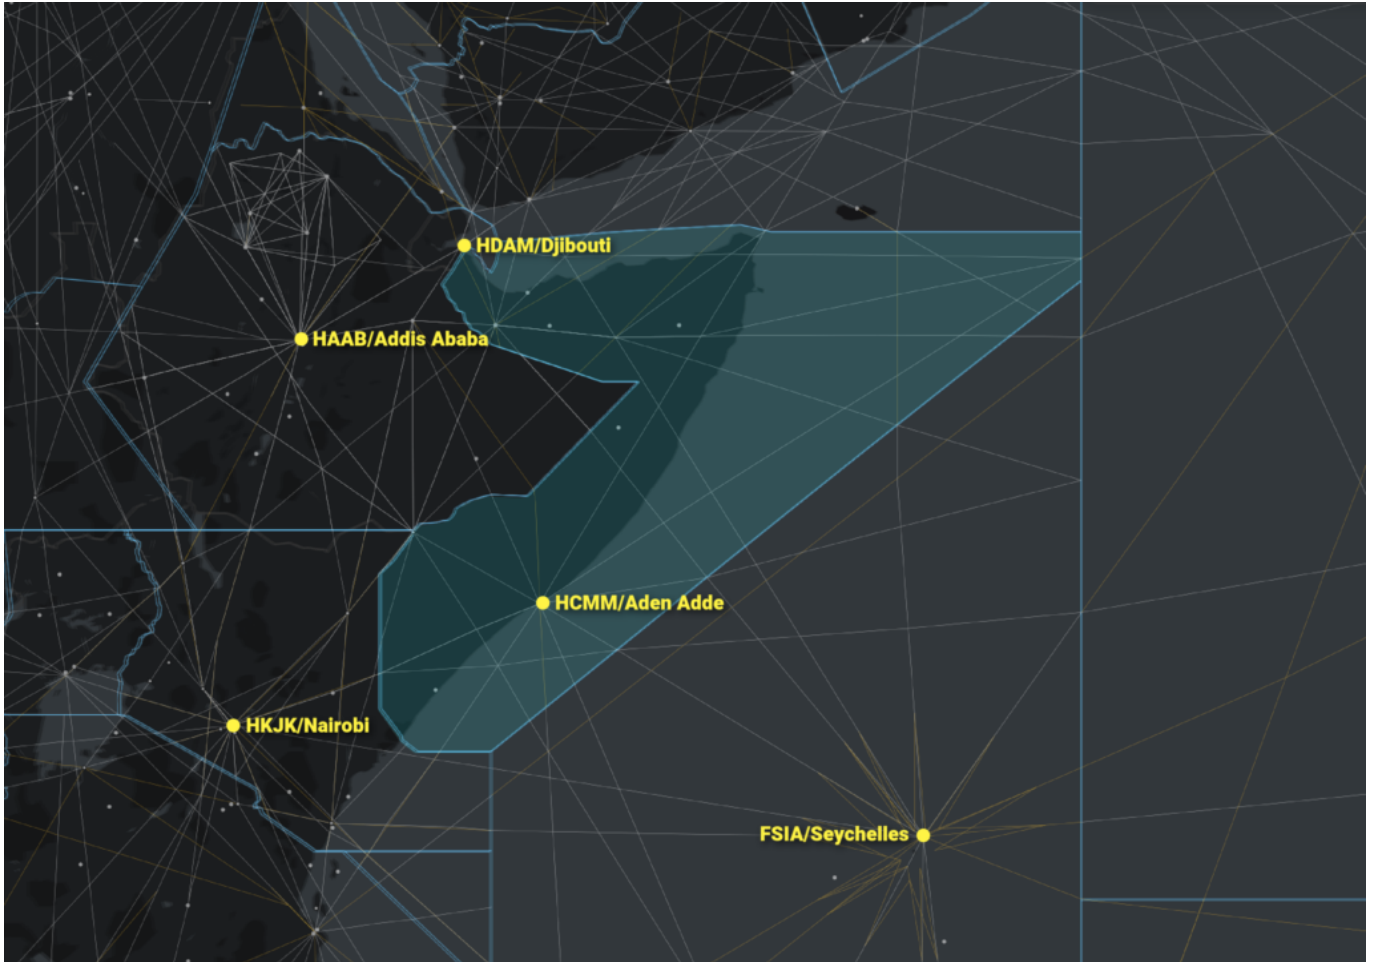 HDAM/Djibouti
HAAB/Addis Ababa
HCMM/Aden Adde
HKJK/Nairobi
FSIA/Seychelles